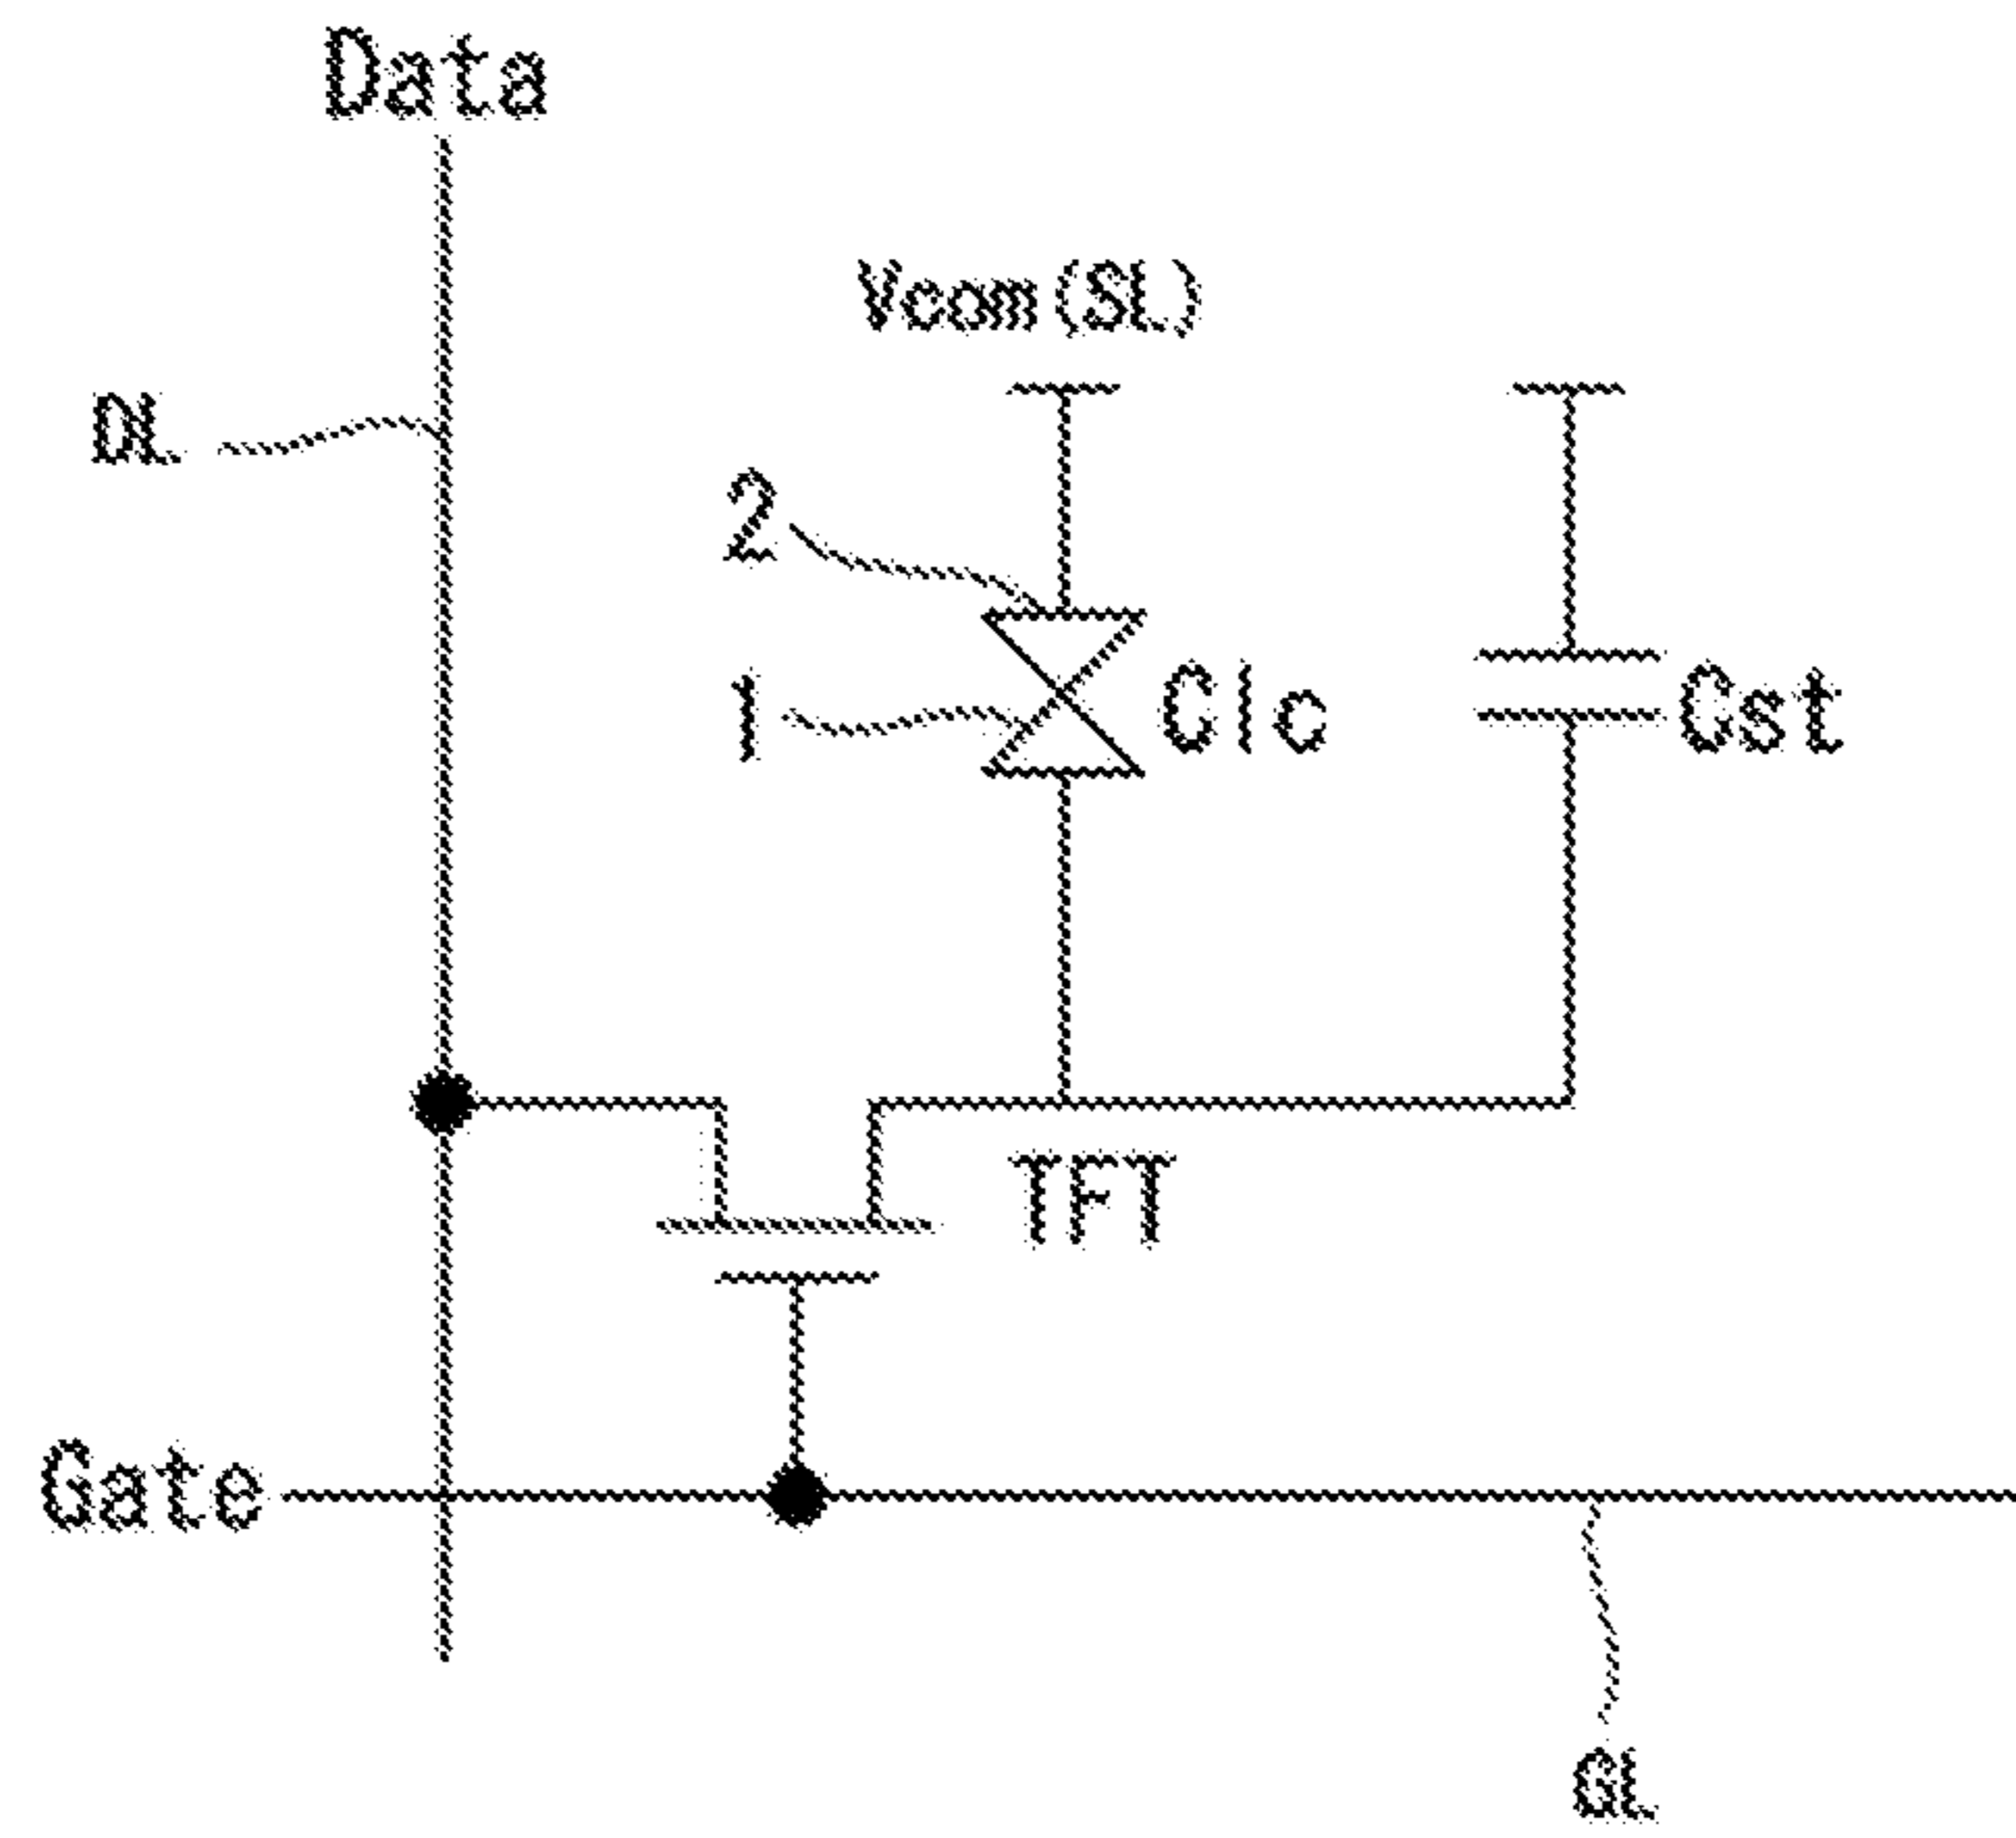 Data
Vcom(SL)
DL
2
1
Clc
Cst
TFT
Gate
GL